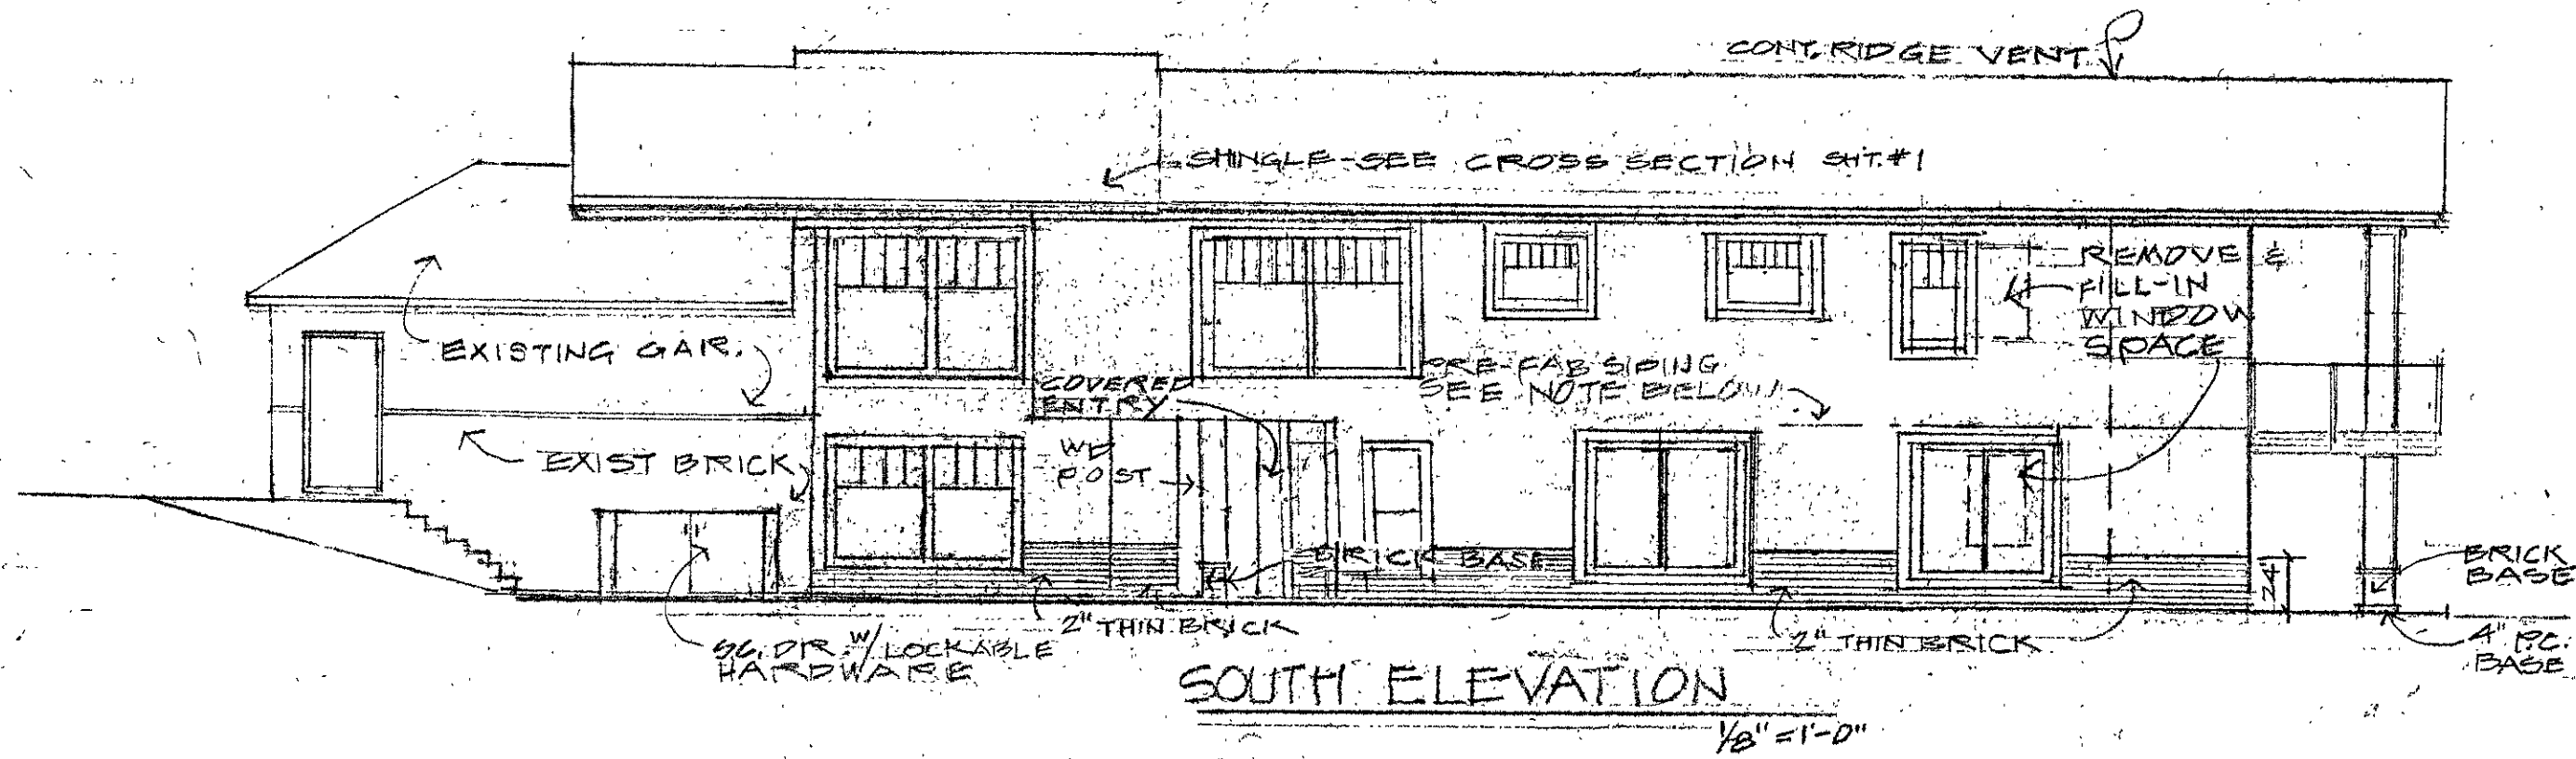 CONT. RIDGE VENT
SHINGLE-SEE CROSS SECTION SHT.#1
REMOVE &
FILL-IN
WINDOW
SPACE
EXISTING GAR.
PRE-FAB SIDING
SEE NOTE BELOW
COVERED
ENTRY
EXIST BRICK
POST
BRICK BASE
BRICK
BASE
24"
2" THIN BRICK
2" THIN BRICK
4" P.C.
BASE
SC. DR. W/ LOCKABLE
HARDWARE
SOUTH ELEVATION
1/8" = 1'-0"